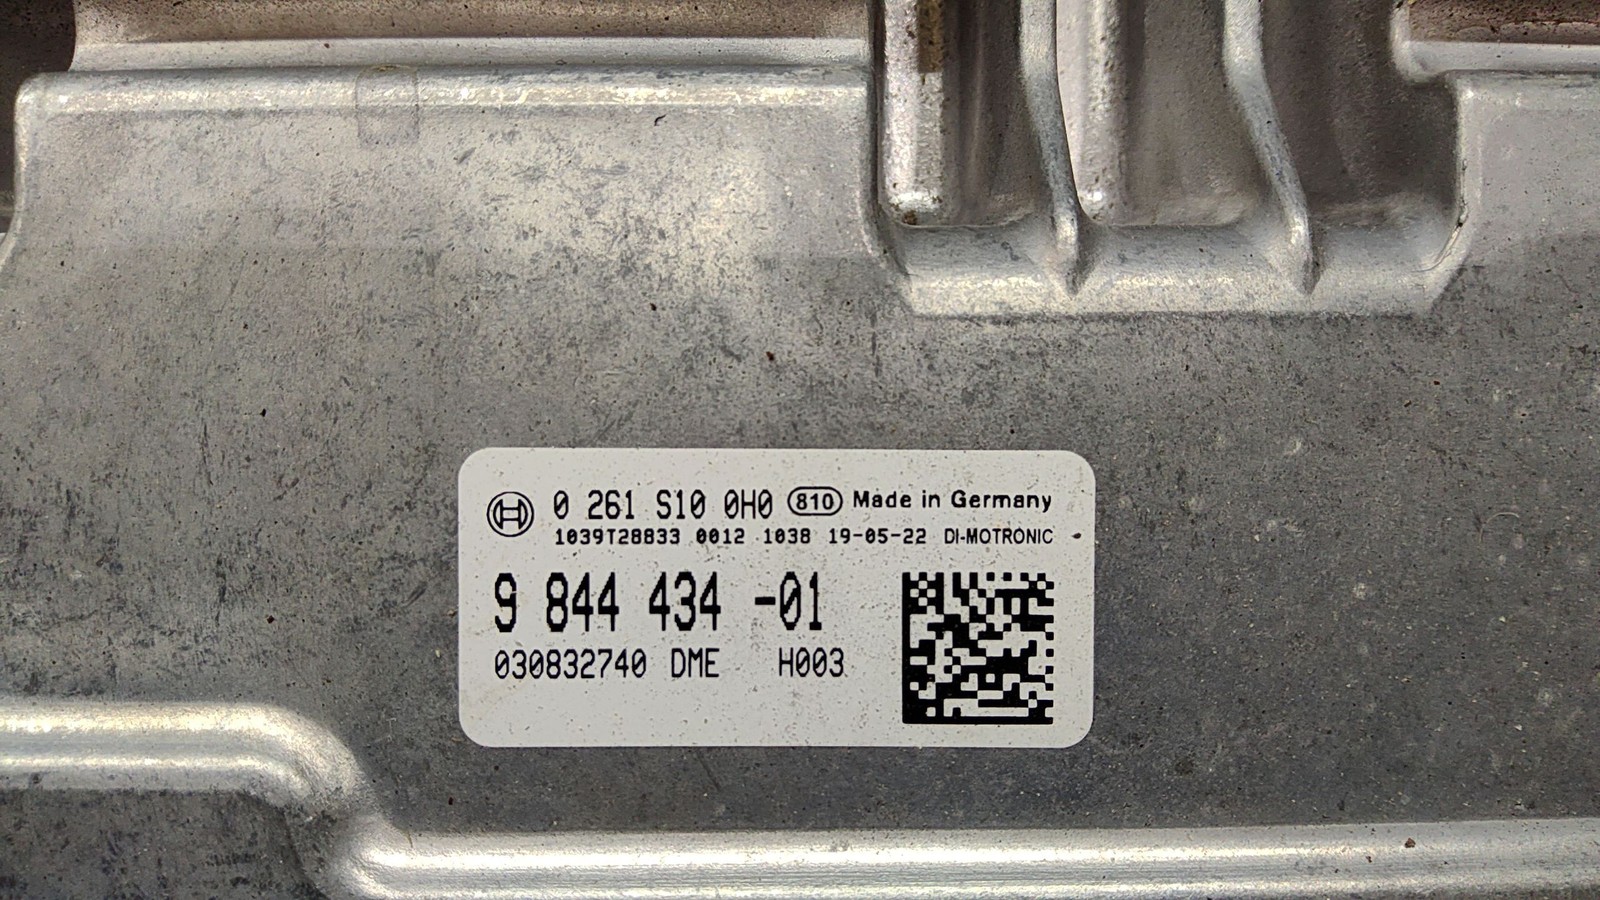 0 261 S10 0H0 810 Made in Germany
1039T28833 0012 1038 19-05-22 DI-MOTRONIC
9 844 434 -01
030832740 DME H003